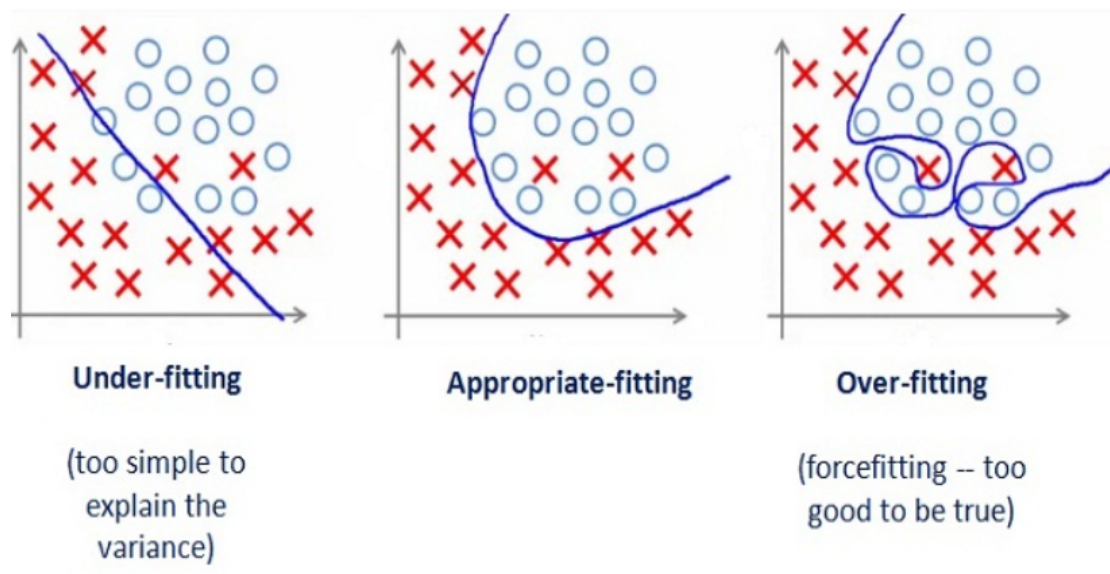 Under-fitting
Appropriate-fitting
Over-fitting
(too simple to
explain the
variance)
(forcefitting -- too
good to be true)